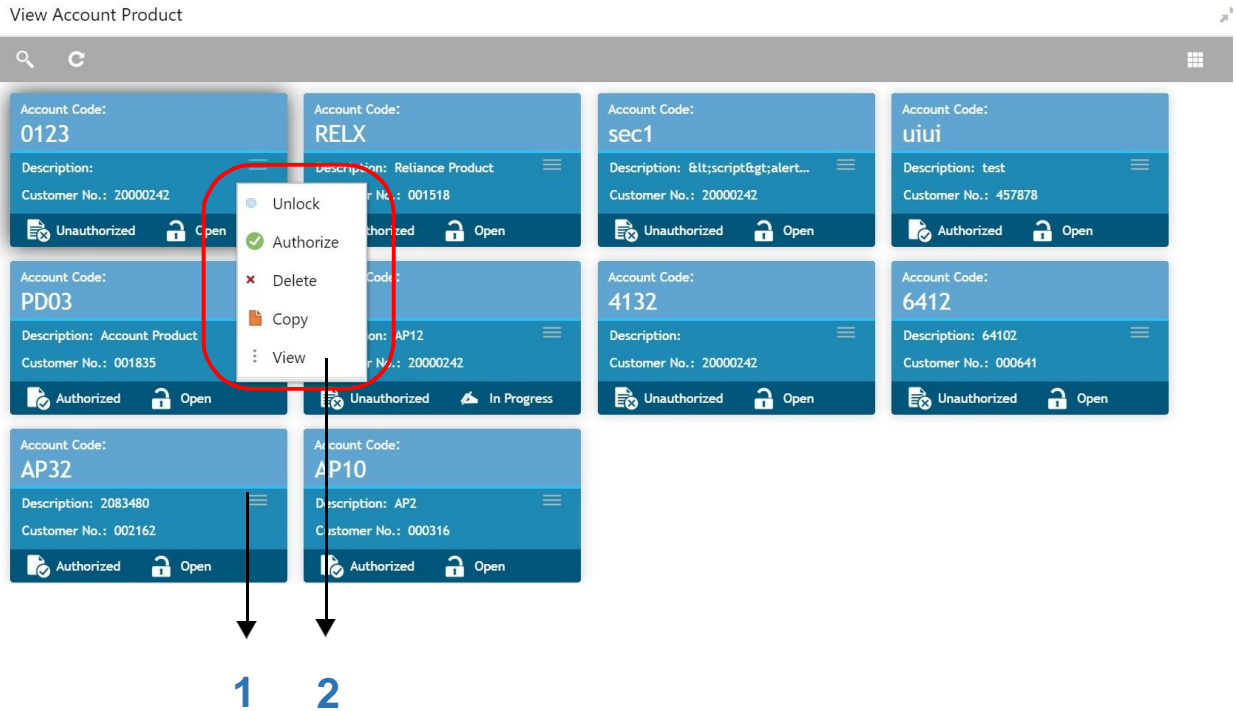 View Account Product
Account Code:
0123
Description:
Customer No.: 20000242
Unauthorized Open
Account Code:
RELX
Description: Reliance Product
r No.: 001518
thorized Open
Account Code:
sec1
Description: &lt;script&gt;alert...
Customer No.: 20000242
Unauthorized Open
Account Code:
uiui
Description: test
Customer No.: 457878
Authorized Open
Unlock
Authorize
Delete
Copy
View
Account Code:
PD03
Description: Account Product
Customer No.: 001835
Authorized Open
Code:
on: AP12
r No.: 20000242
Unauthorized In Progress
Account Code:
4132
Description:
Customer No.: 20000242
Unauthorized Open
Account Code:
6412
Description: 64102
Customer No.: 000641
Unauthorized Open
Account Code:
AP32
Description: 2083480
Customer No.: 002162
Authorized Open
Account Code:
AP10
Description: AP2
Customer No.: 000316
Authorized Open
1 2